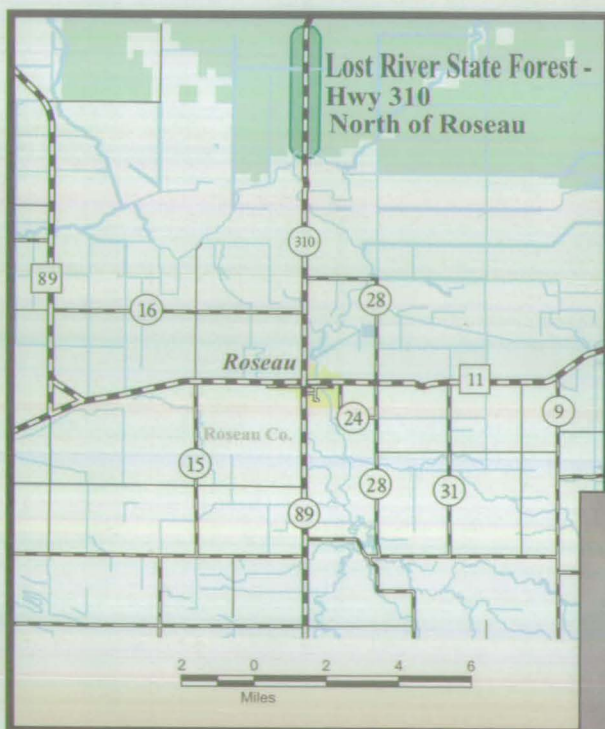 Lost River State Forest -
Hwy 310
North of Roseau
310
89
28
16
Roseau
11
24
9
Roseau Co.
15
28
31
89
2 0 2 4 6
Miles